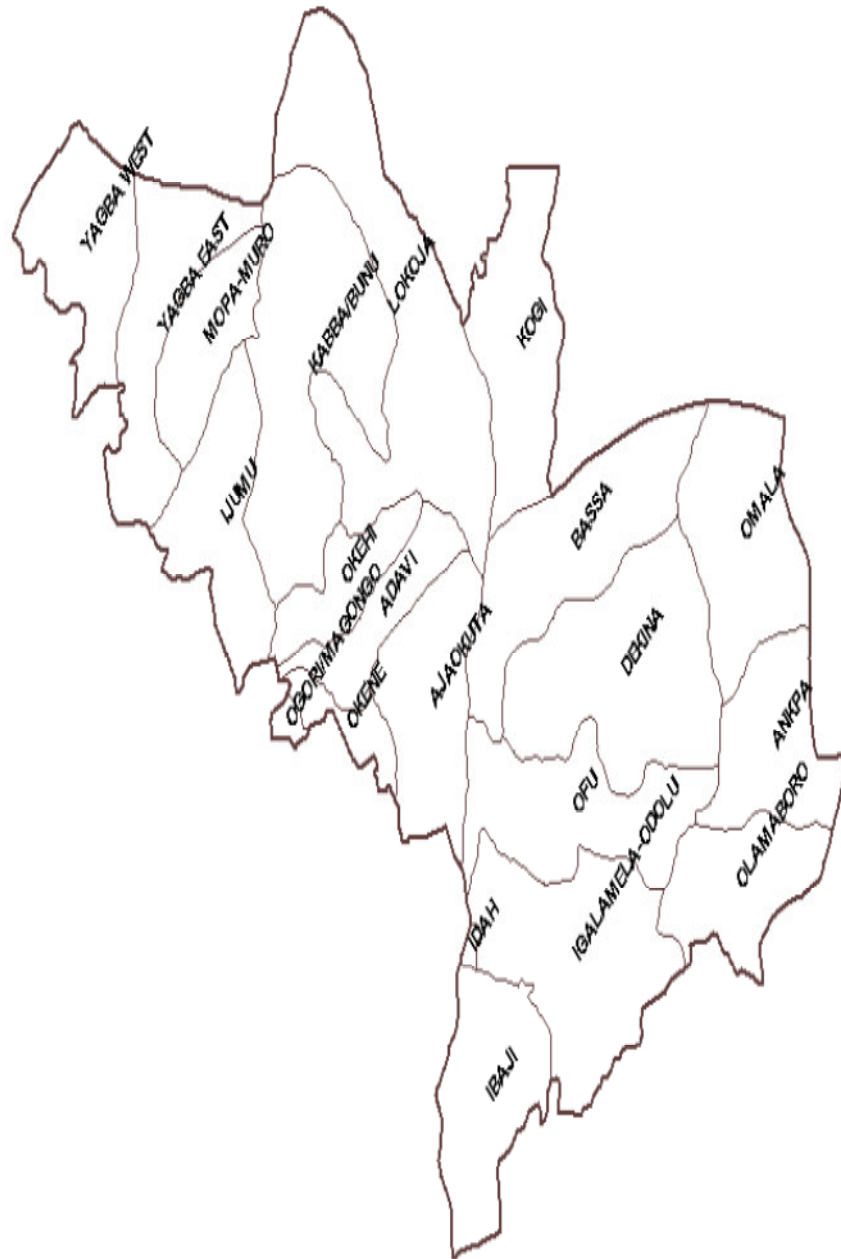 YAGBA WEST
YAGBA EAST
MOPA-MURO
KABBA/BUNU
LOKOJA
KOGI
IJUMU
OKEHI
ADAVI
OGORI/MAGONGO
OKENE
AJAOKUTA
BASSA
OMALA
DEKINA
ANKPA
OFU
OLAMABORO
IGALAMELA-ODOLU
IDAH
IBAJI